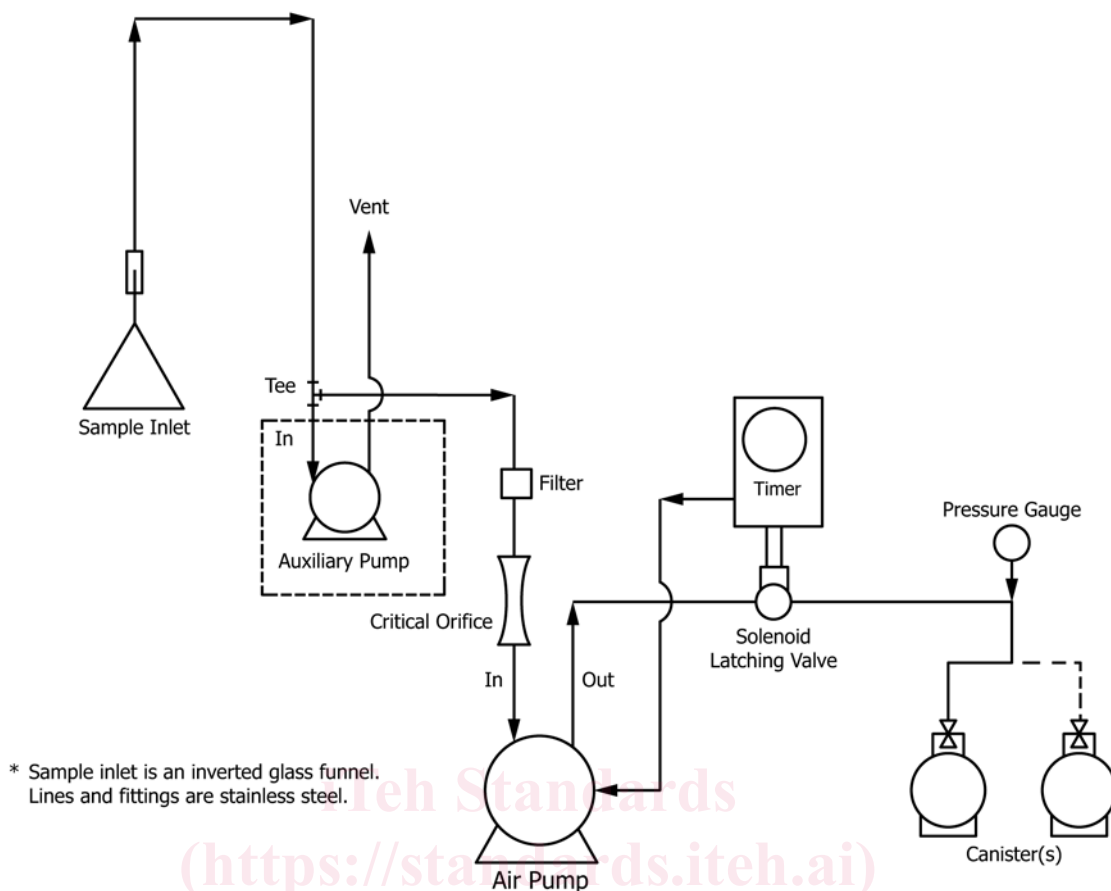 Vent
Tee
Sample Inlet
In
Auxiliary Pump
Filter
Timer
Pressure Gauge
Critical Orifice
Solenoid
Latching Valve
In
Out
* Sample inlet is an inverted glass funnel.
Lines and fittings are stainless steel.
iTeh Standards
(https://standards.iteh.ai)
Canister(s)
Air Pump